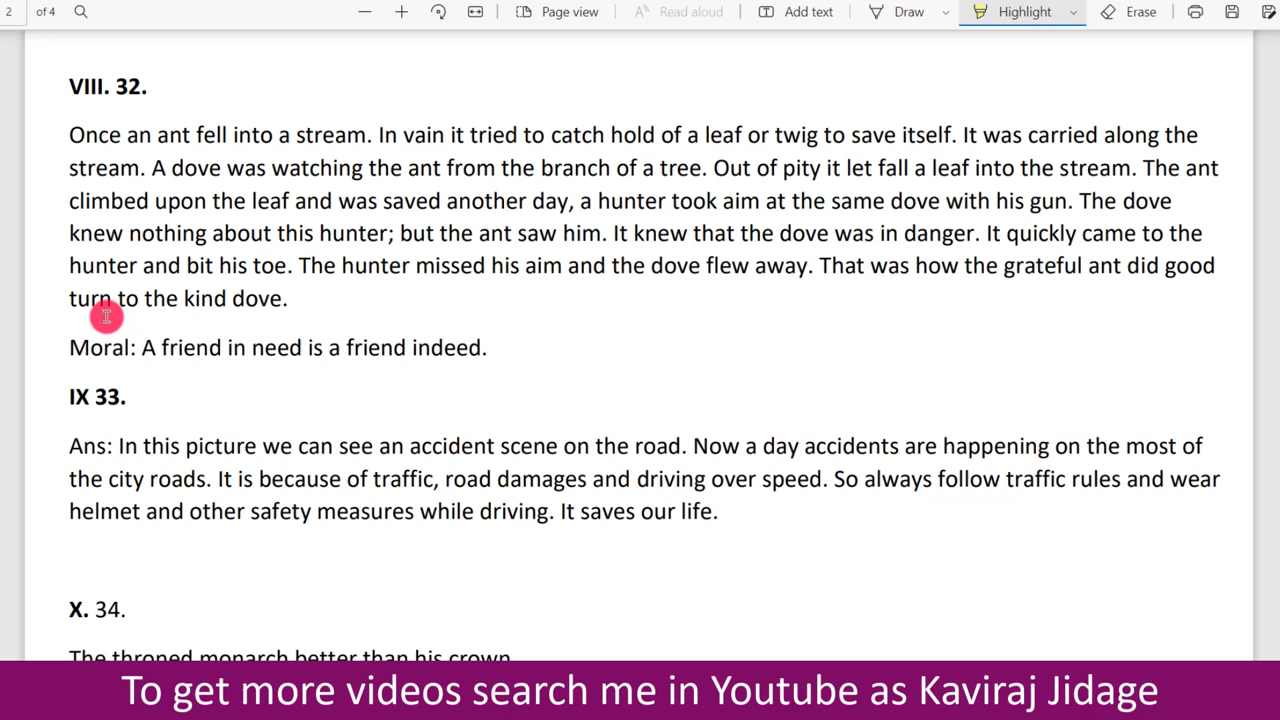 2 of 4 Page view Read aloud Add text Draw Highlight Erase
VIII. 32.
Once an ant fell into a stream. In vain it tried to catch hold of a leaf or twig to save itself. It was carried along the
stream. A dove was watching the ant from the branch of a tree. Out of pity it let fall a leaf into the stream. The ant
climbed upon the leaf and was saved another day, a hunter took aim at the same dove with his gun. The dove
knew nothing about this hunter; but the ant saw him. It knew that the dove was in danger. It quickly came to the
hunter and bit his toe. The hunter missed his aim and the dove flew away. That was how the grateful ant did good
turn to the kind dove.
Moral: A friend in need is a friend indeed.
IX 33.
Ans: In this picture we can see an accident scene on the road. Now a day accidents are happening on the most of
the city roads. It is because of traffic, road damages and driving over speed. So always follow traffic rules and wear
helmet and other safety measures while driving. It saves our life.
X. 34.
The throned monarch better than his crown.
To get more videos search me in Youtube as Kaviraj Jidage